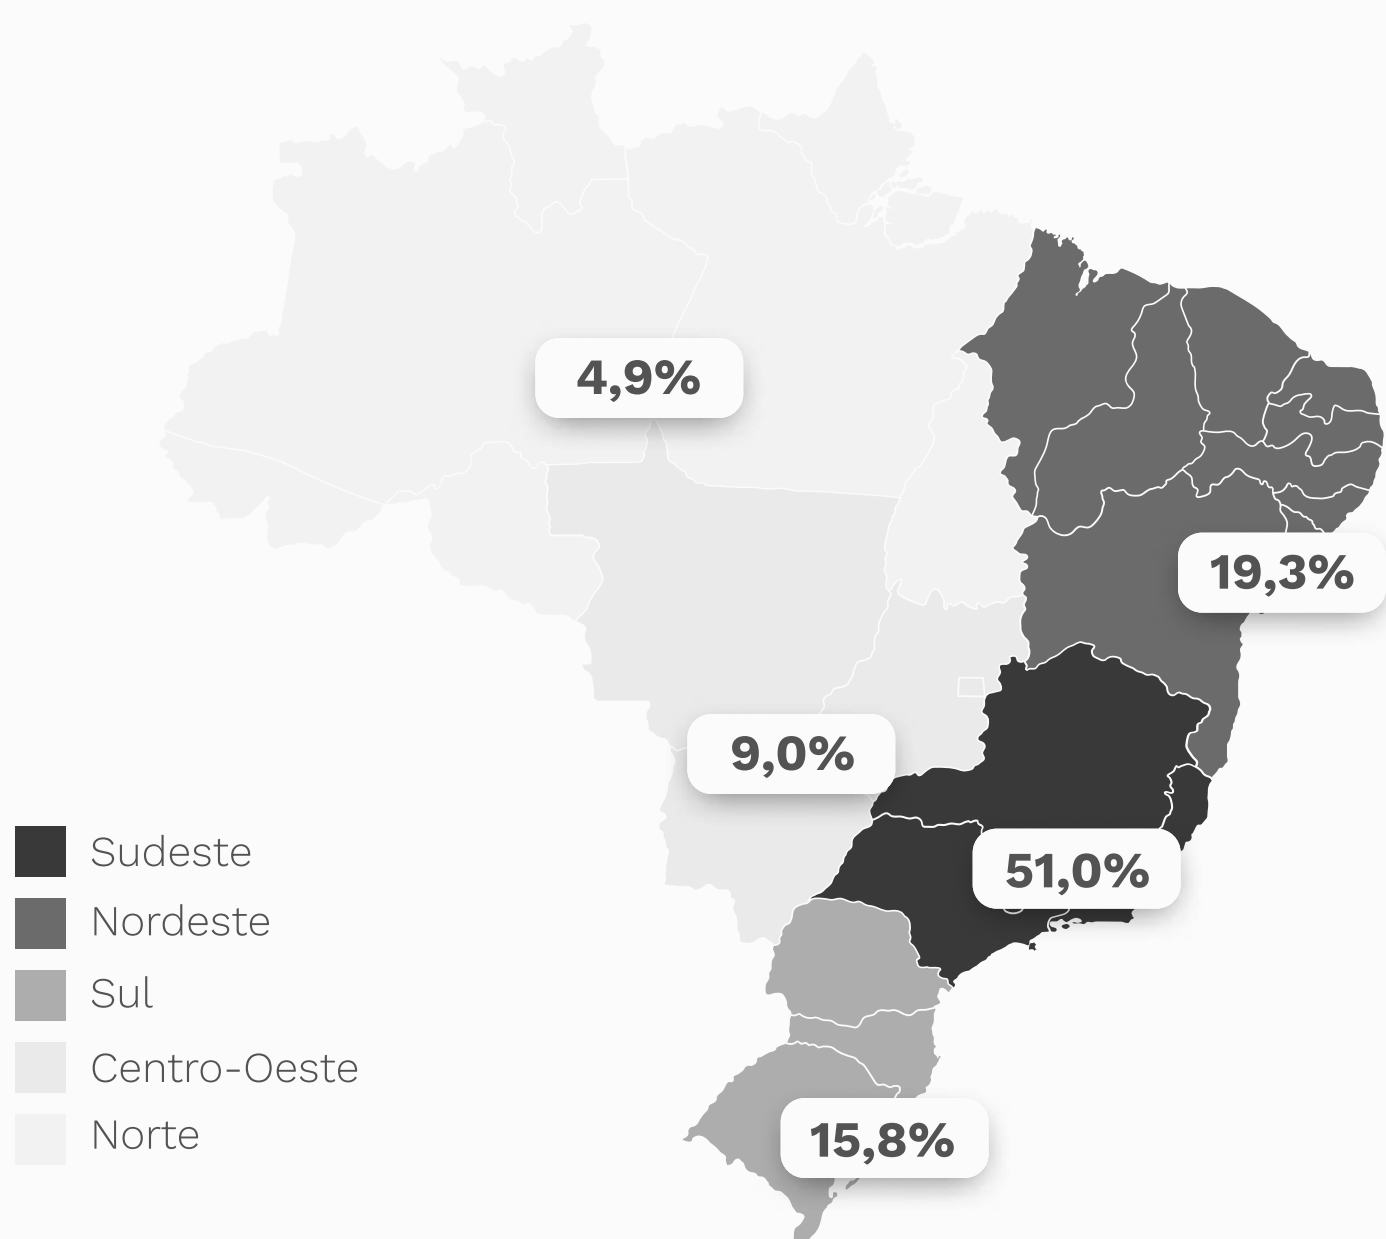 4,9%
19,3%
9,0%
51,0%
15,8%
Sudeste
Nordeste
Sul
Centro-Oeste
Norte